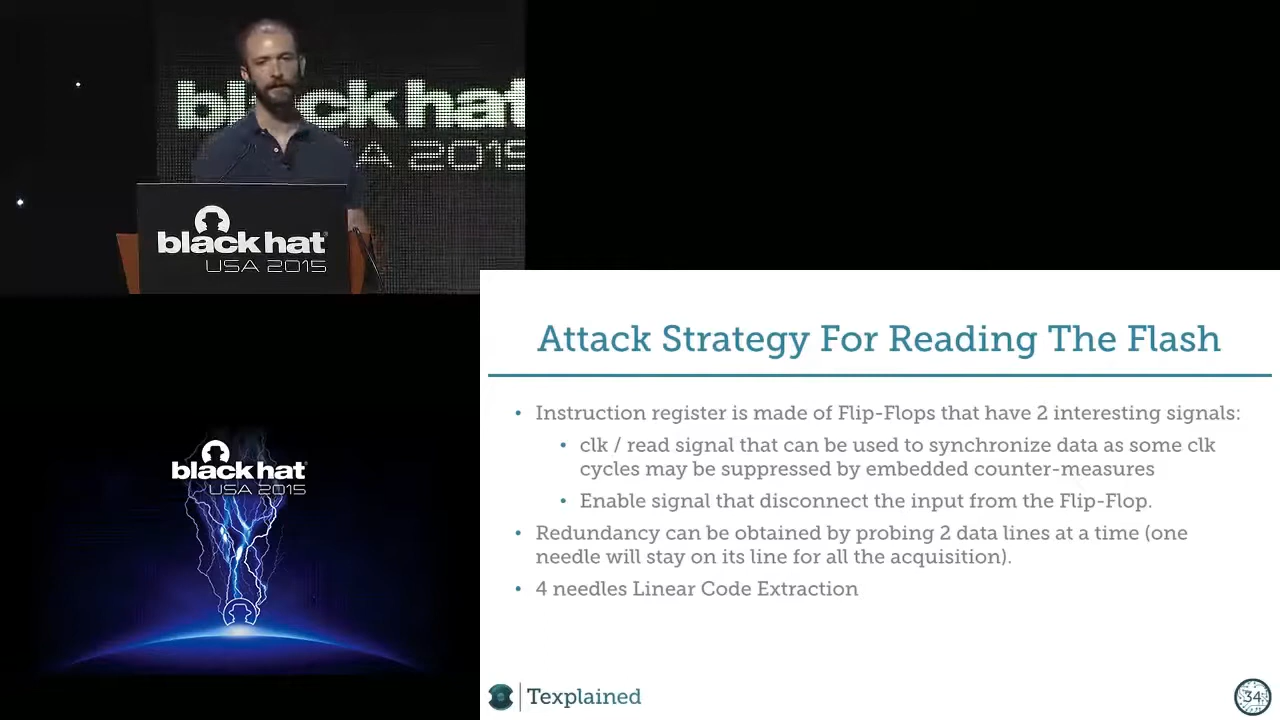 black hat
USA 2015
black hat
USA 2015
Attack Strategy For Reading The Flash
• Instruction register is made of Flip-Flops that have 2 interesting signals:
• clk / read signal that can be used to synchronize data as some clk
cycles may be suppressed by embedded counter-measures
• Enable signal that disconnect the input from the Flip-Flop.
• Redundancy can be obtained by probing 2 data lines at a time (one
needle will stay on its line for all the acquisition).
• 4 needles Linear Code Extraction
black hat
USA 2015
Texplained
34